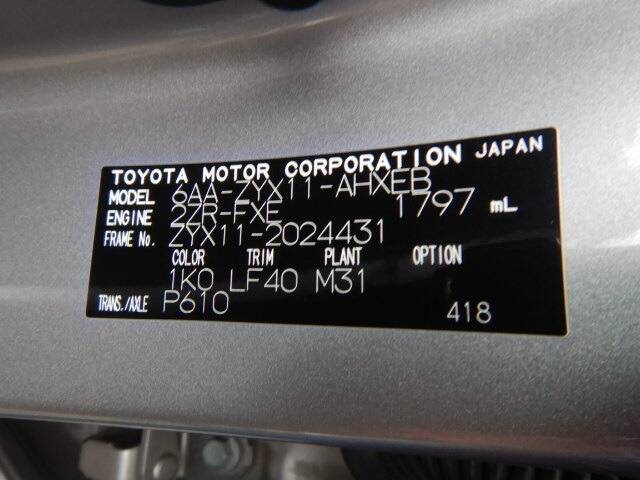 TOYOTA MOTOR CORPORATION JAPAN
MODEL 6AA-ZYX11-AHXEB
ENGINE 2ZR-FXE 1797 mL
FRAME No. ZYX11-2024431
COLOR TRIM PLANT OPTION
1K0 LF40 M31
TRANS./AXLE P610 418